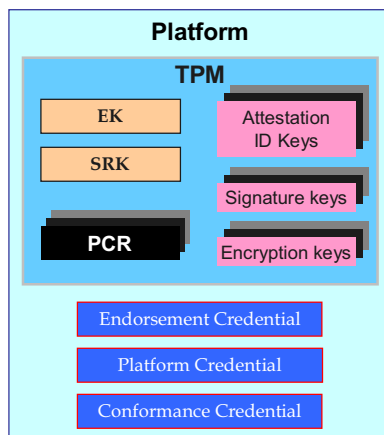 Platform
TPM
EK
SRK
PCR
Attestation
ID Keys
Signature keys
Encryption keys
Endorsement Credential
Platform Credential
Conformance Credential